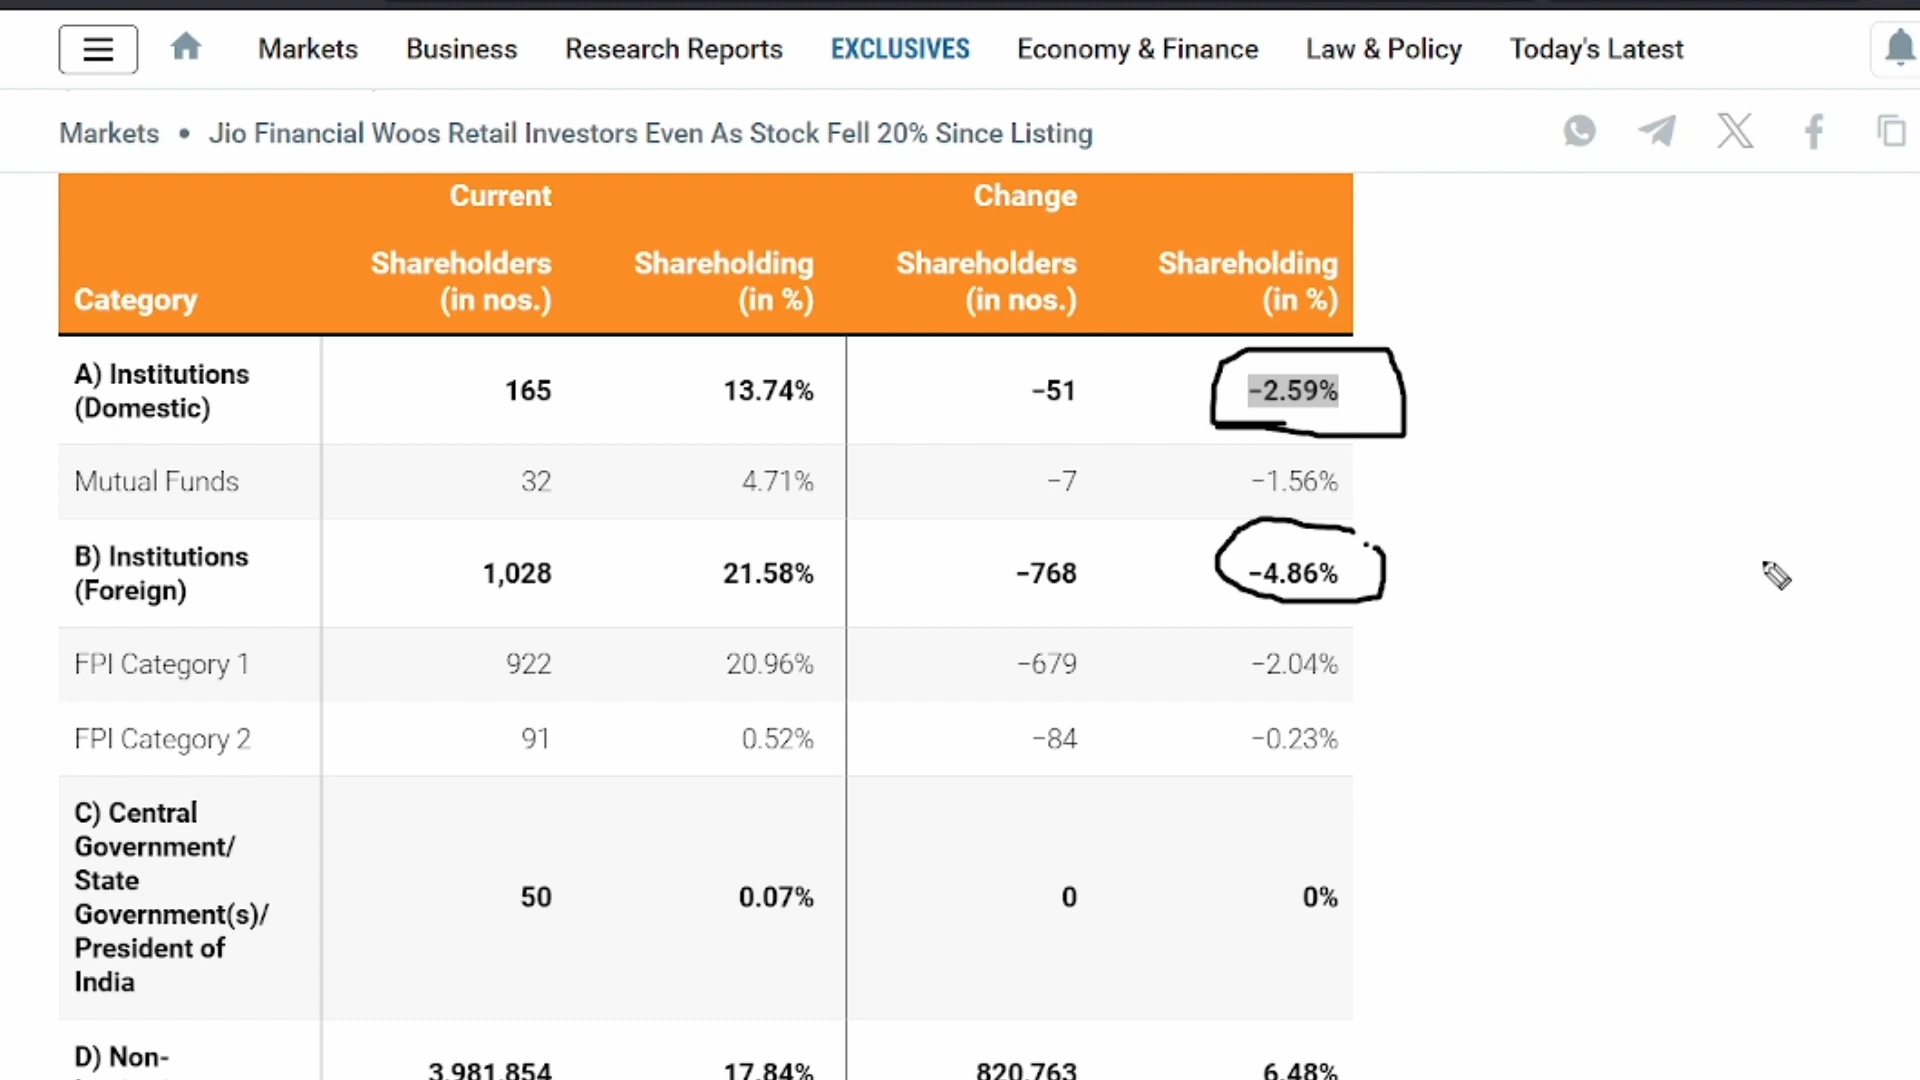 Markets Business Research Reports EXCLUSIVES Economy & Finance Law & Policy Today's Latest
Markets • Jio Financial Woos Retail Investors Even As Stock Fell 20% Since Listing
Current Change
Category Shareholders (in nos.) Shareholding (in %) Shareholders (in nos.) Shareholding (in %)
A) Institutions (Domestic) 165 13.74% −51 −2.59%
Mutual Funds 32 4.71% −7 −1.56%
B) Institutions (Foreign) 1,028 21.58% −768 −4.86%
FPI Category 1 922 20.96% −679 −2.04%
FPI Category 2 91 0.52% −84 −0.23%
C) Central Government/ State Government(s)/ President of India 50 0.07% 0 0%
D) Non- 3,981,854 17.84% 820,763 6.48%